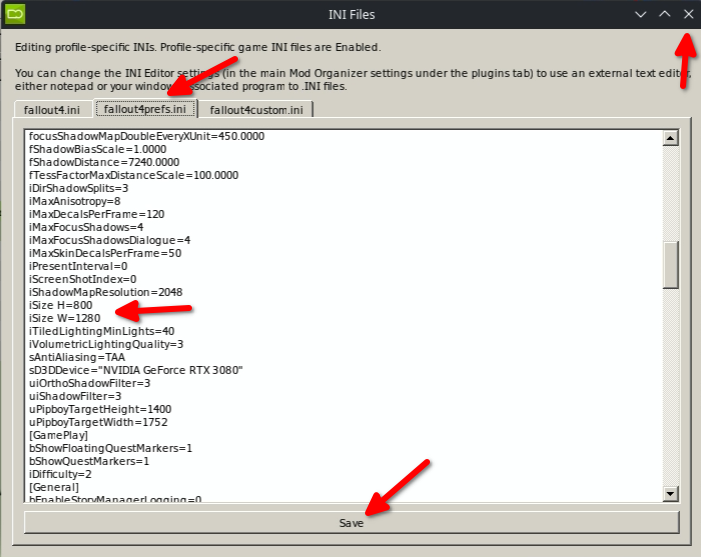 INI Files
Editing profile-specific INIs. Profile-specific game INI files are Enabled.
You can change the INI Editor settings (in the main Mod Organizer settings under the plugins tab) to use an external text editor,
either notepad or your window associated program to .INI files.
fallout4.ini
fallout4prefs.ini
fallout4custom.ini
focusShadowMapDoubleEveryXUnit=450.0000
fShadowBiasScale=1.0000
fShadowDistance=7240.0000
fTessFactorMaxDistanceScale=100.0000
iDirShadowSplits=3
iMaxAnisotropy=8
iMaxDecalsPerFrame=120
iMaxFocusShadows=4
iMaxFocusShadowsDialogue=4
iMaxSkinDecalsPerFrame=50
iPresentInterval=0
iScreenShotIndex=0
iShadowMapResolution=2048
iSize H=800
iSize W=1280
iTiledLightingMinLights=40
iVolumetricLightingQuality=3
sAntiAliasing=TAA
sD3DDevice="NVIDIA GeForce RTX 3080"
uiOrthoShadowFilter=3
uiShadowFilter=3
uPipboyTargetHeight=1400
uPipboyTargetWidth=1752
[GamePlay]
bShowFloatingQuestMarkers=1
bShowQuestMarkers=1
iDifficulty=2
[General]
bEnableStoryManagerLogging=0
Save